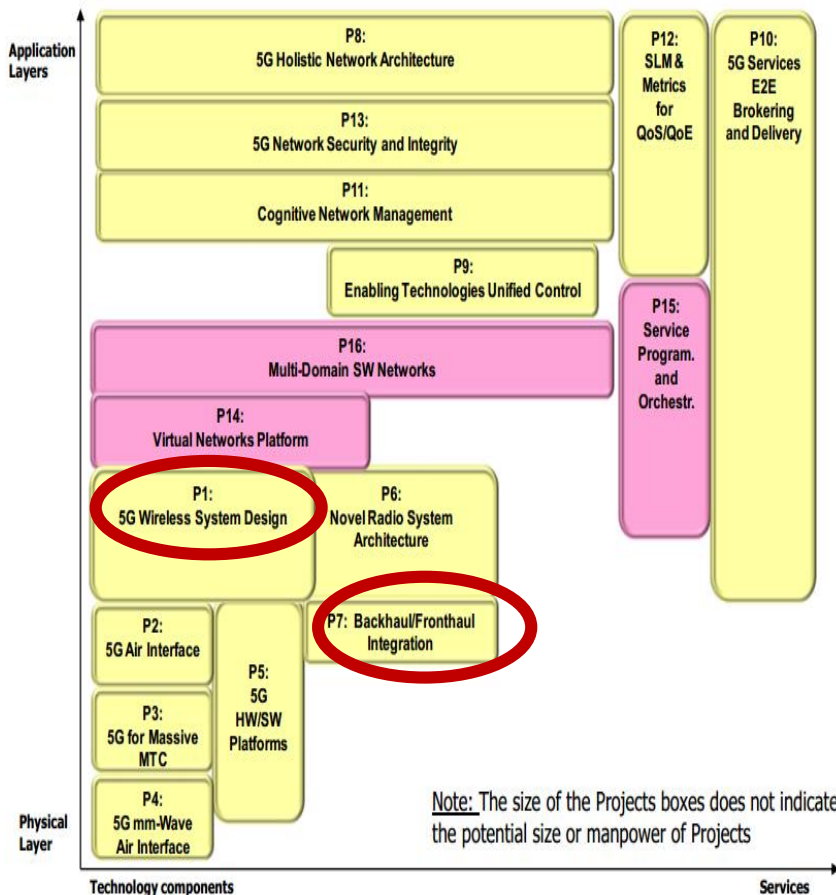 Application
Layers
P8:
5G Holistic Network Architecture
P12:
SLM &
Metrics
for
QoS/QoE
P10:
5G Services
E2E
Brokering
and Delivery
P13:
5G Network Security and Integrity
P11:
Cognitive Network Management
P9:
Enabling Technologies Unified Control
P15:
Service
Program.
and
Orchestr.
P16:
Multi-Domain SW Networks
P14:
Virtual Networks Platform
P1:
5G Wireless System Design
P6:
Novel Radio System
Architecture
P2:
5G Air Interface
P5:
5G
HW/SW
Platforms
P7: Backhaul/Fronthaul
Integration
P3:
5G for Massive
MTC
P4:
5G mm-Wave
Air Interface
Note: The size of the Projects boxes does not indicate
the potential size or manpower of Projects
Physical
Layer
Technology components
Services